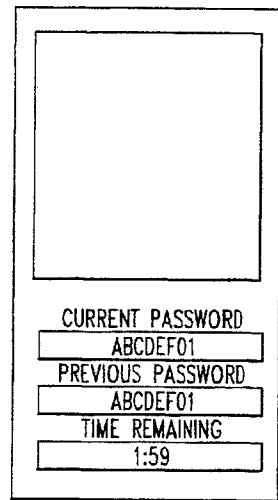 CURRENT PASSWORD
ABCDEF01
PREVIOUS PASSWORD
ABCDEF01
TIME REMAINING
1:59